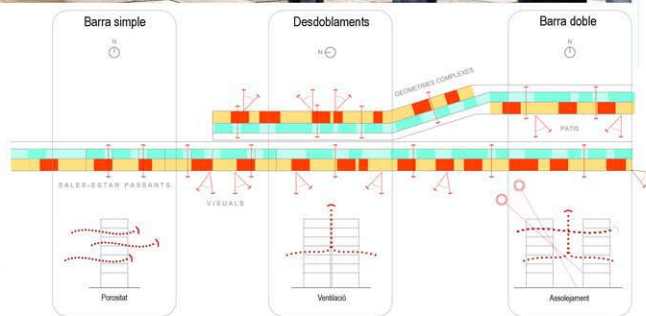 Barra simple
Desdoblaments
Barra doble
N
N
N
GEOMETRIES COMPLEXES
PATIS
SALES-ESTAR PASSANTS
VISUALS
Porositat
Ventilació
Assolejament